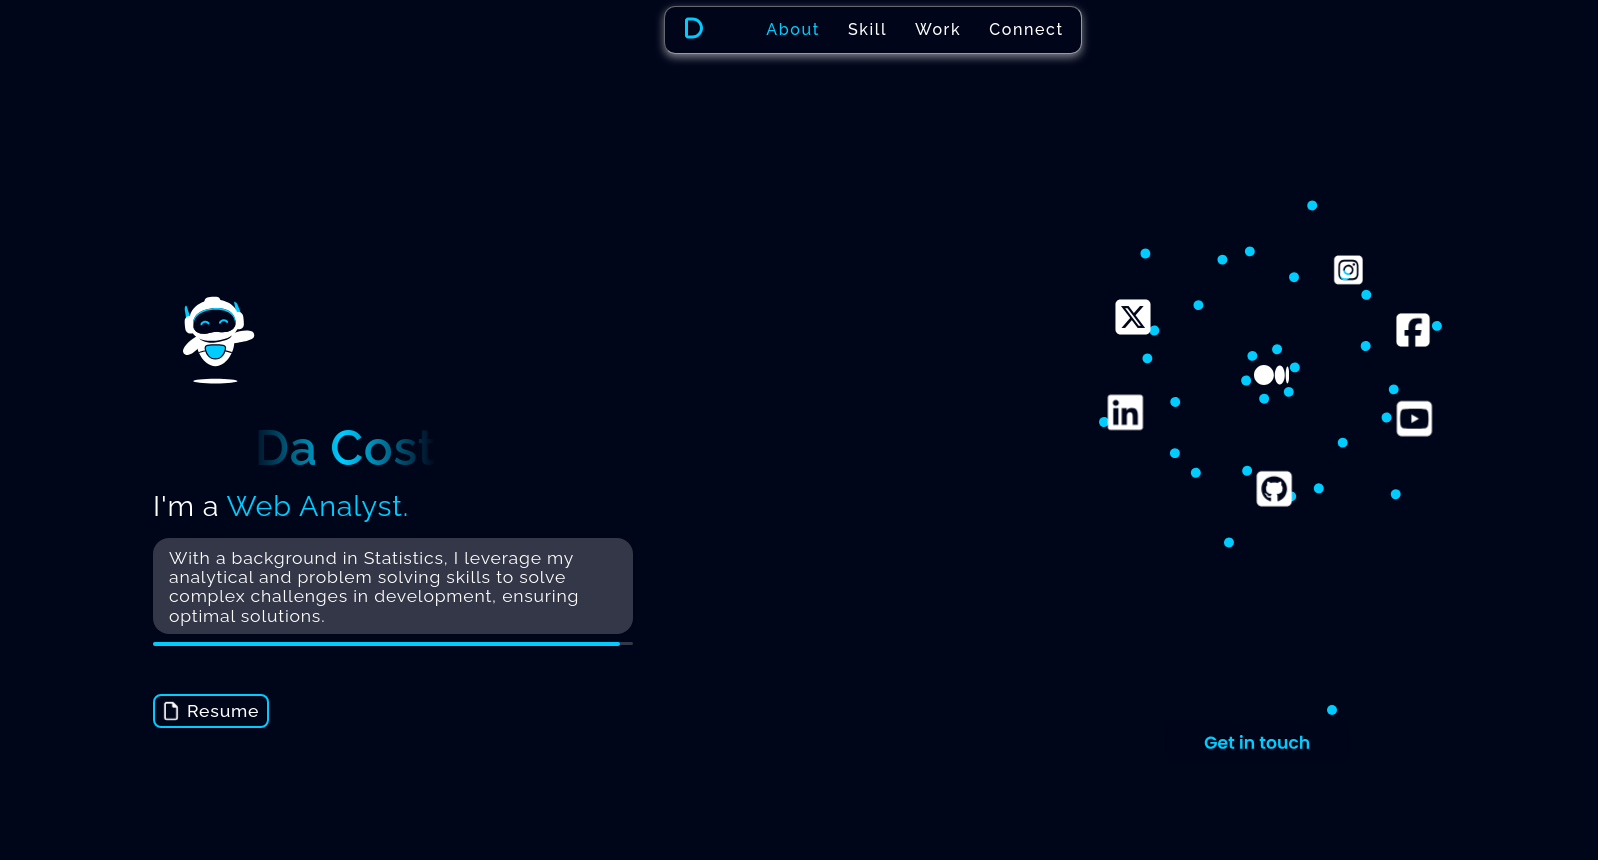 D
About Skill Work Connect
Da Cost
I'm a Web Analyst.
With a background in Statistics, I leverage my
analytical and problem solving skills to solve
complex challenges in development, ensuring
optimal solutions.
Resume
X
in
Get in touch